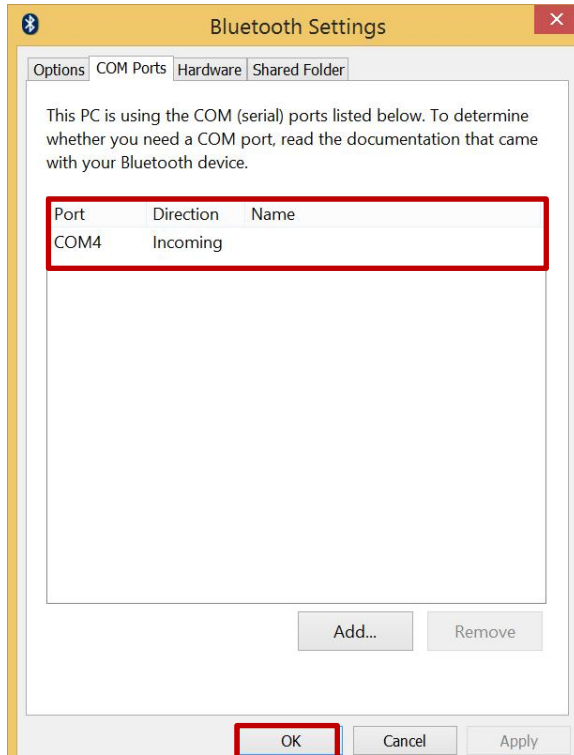 Bluetooth Settings
Options COM Ports Hardware Shared Folder
This PC is using the COM (serial) ports listed below. To determine
whether you need a COM port, read the documentation that came
with your Bluetooth device.
Port Direction Name
COM4 Incoming
Add... Remove
OK Cancel Apply